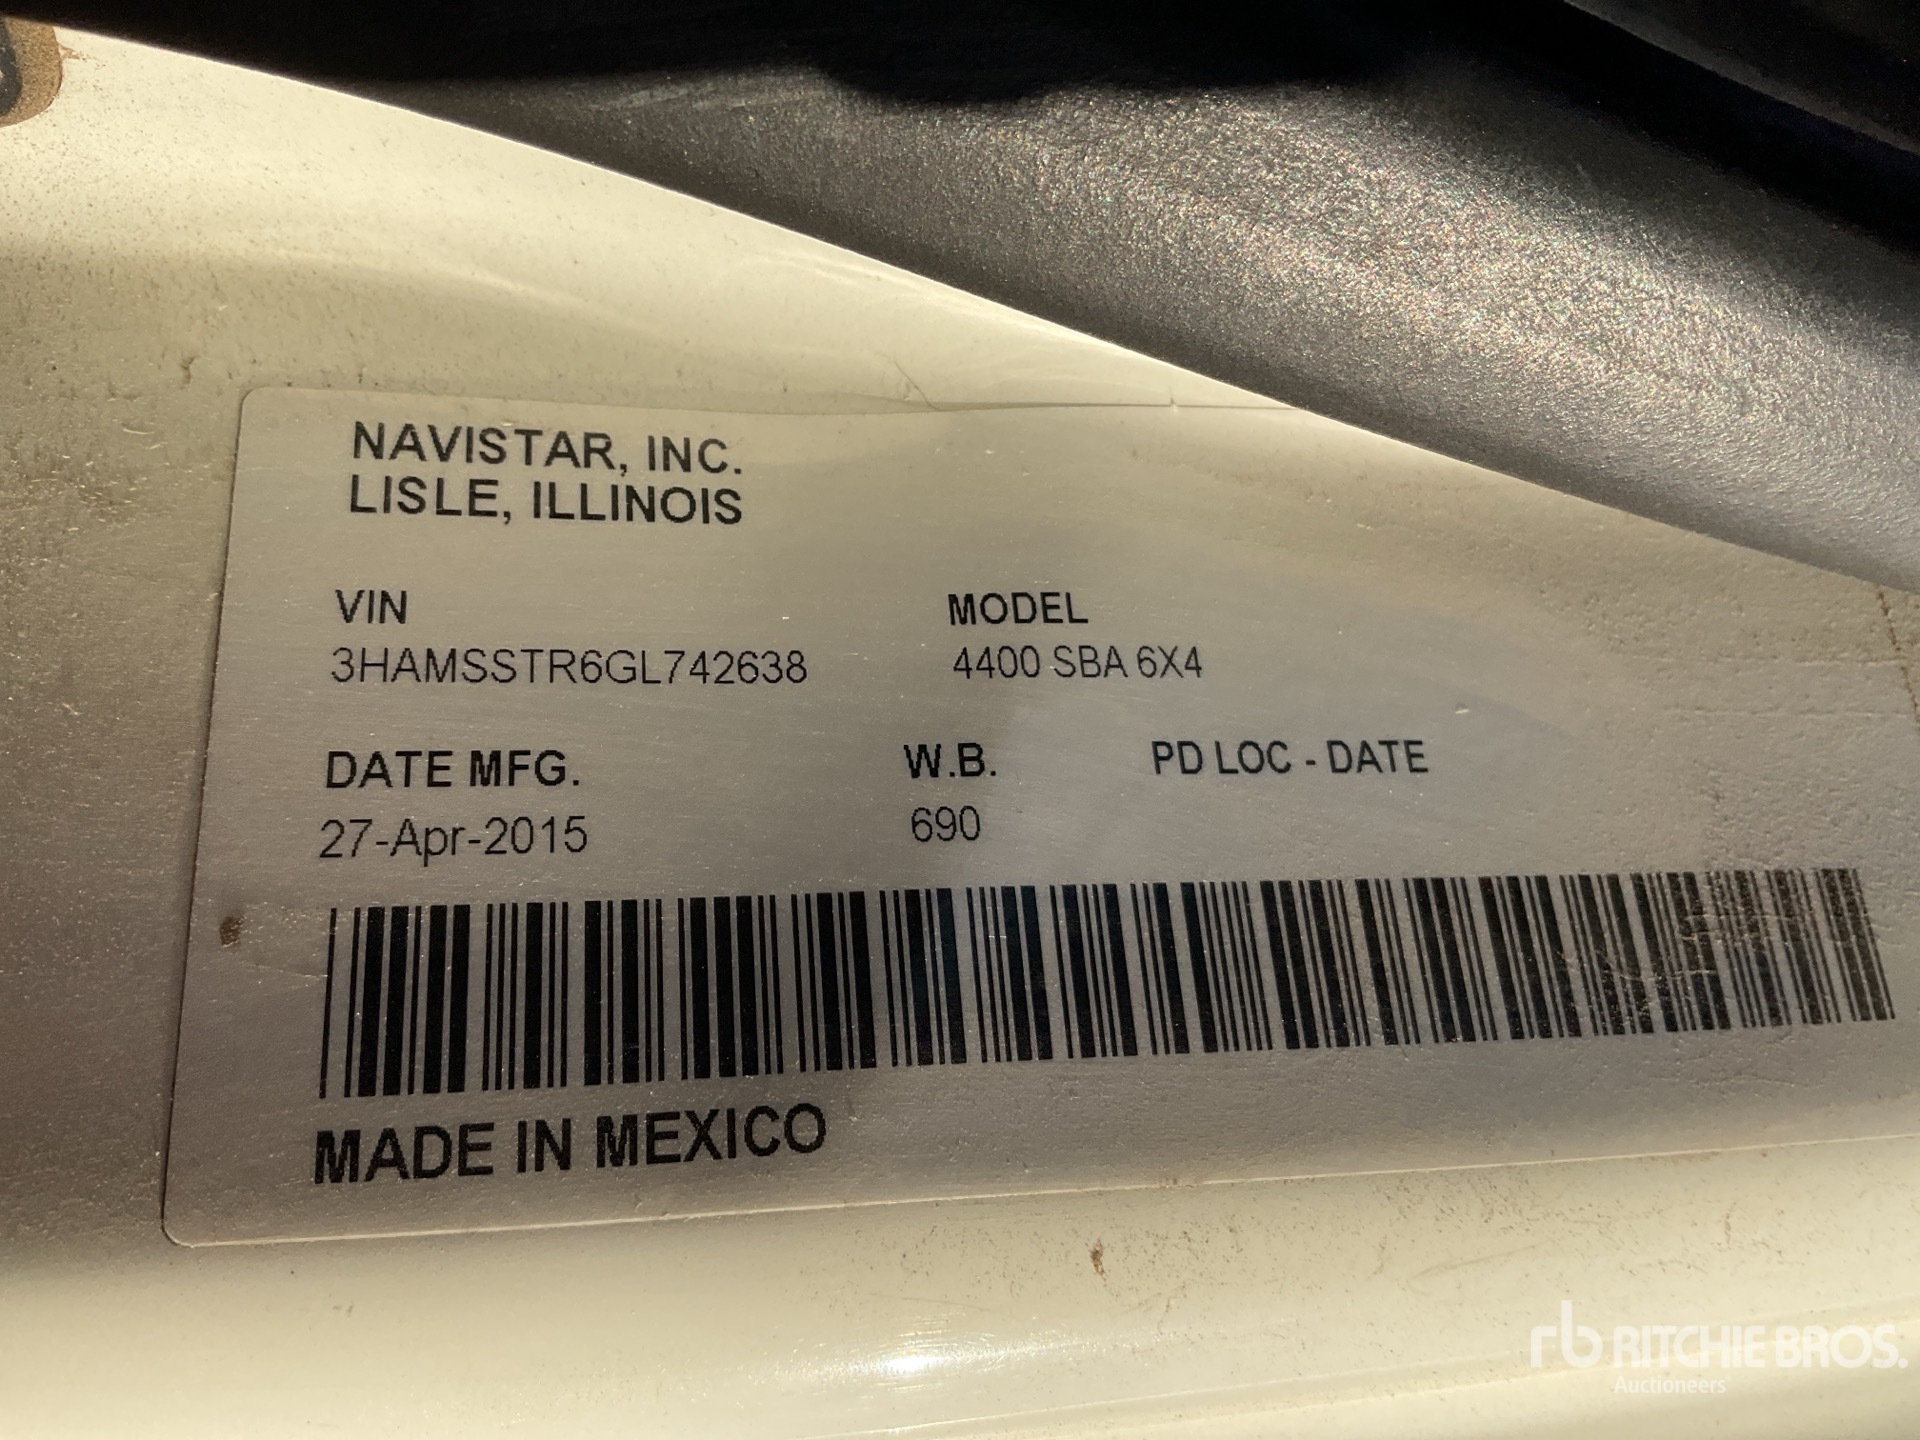 NAVISTAR, INC.
LISLE, ILLINOIS
VIN MODEL
3HAMSSTR6GL742638 4400 SBA 6X4
DATE MFG. W.B. PD LOC - DATE
27-Apr-2015 690
MADE IN MEXICO
rb RITCHIE BROS.
Auctioneers